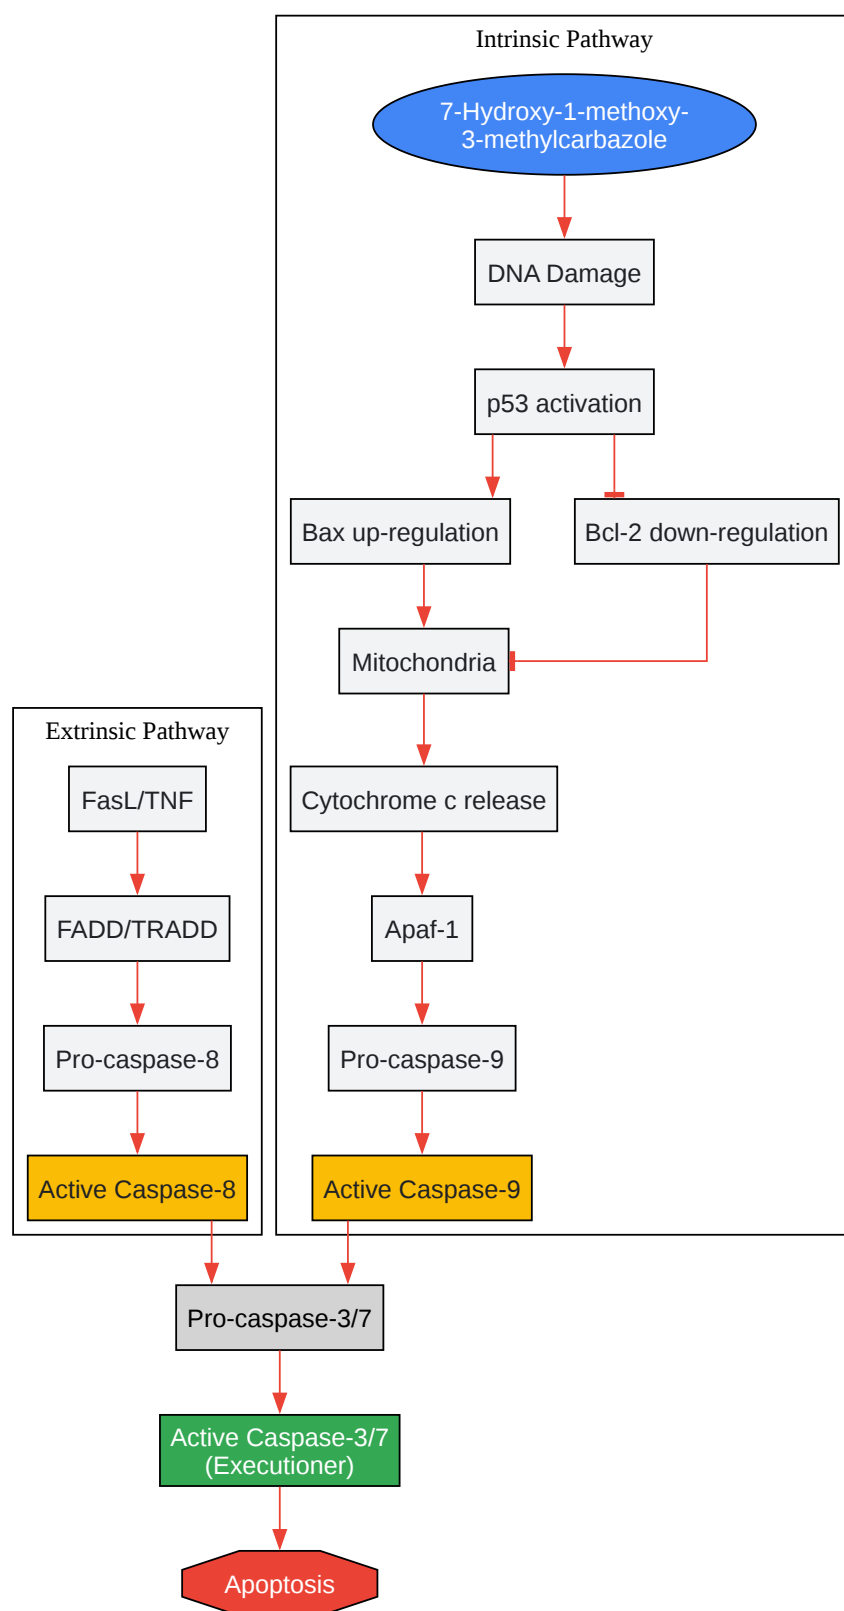 Intrinsic Pathway
7-Hydroxy-1-methoxy-
3-methylcarbazole
DNA Damage
p53 activation
Bax up-regulation
Bcl-2 down-regulation
Mitochondria
Extrinsic Pathway
FasL/TNF
Cytochrome c release
FADD/TRADD
Apaf-1
Pro-caspase-8
Pro-caspase-9
Active Caspase-8
Active Caspase-9
Pro-caspase-3/7
Active Caspase-3/7
(Executioner)
Apoptosis